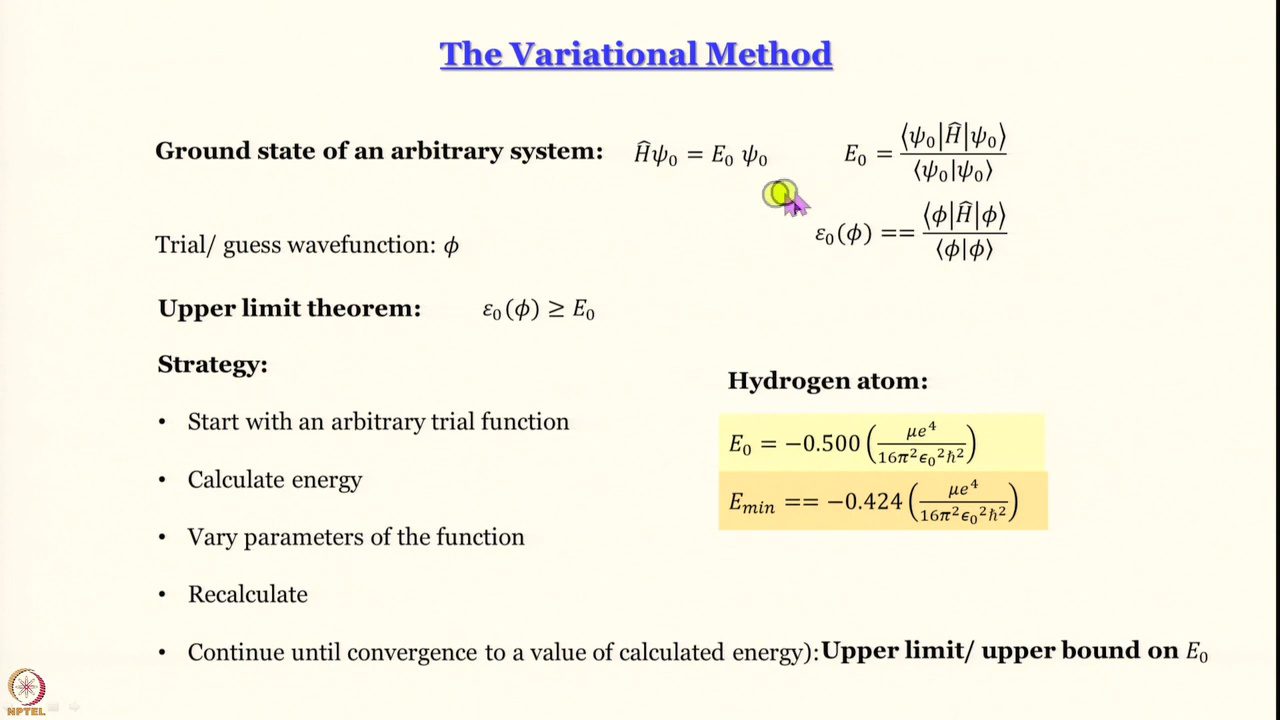 The Variational Method
Ground state of an arbitrary system: Ĥψ₀ = E₀ ψ₀ E₀ = ⟨ψ₀|Ĥ|ψ₀⟩ / ⟨ψ₀|ψ₀⟩
Trial/ guess wavefunction: ϕ ε₀(ϕ) == ⟨ϕ|Ĥ|ϕ⟩ / ⟨ϕ|ϕ⟩
Upper limit theorem: ε₀(ϕ) ≥ E₀
Strategy:
• Start with an arbitrary trial function
• Calculate energy
• Vary parameters of the function
• Recalculate
• Continue until convergence to a value of calculated energy):Upper limit/ upper bound on E₀
Hydrogen atom:
E₀ = −0.500 (μe⁴ / 16π²ϵ₀²ħ²)
Eₘᵢₙ == −0.424 (μe⁴ / 16π²ϵ₀²ħ²)
NPTEL